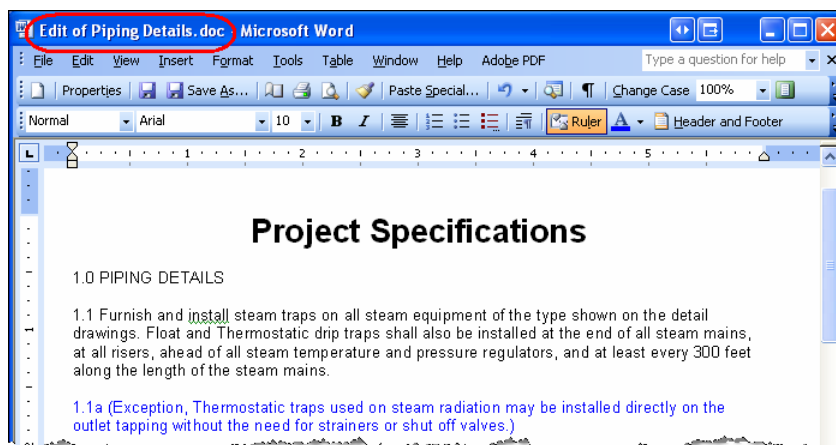 Edit of Piping Details.doc - Microsoft Word
File Edit View Insert Format Tools Table Window Help Adobe PDF Type a question for help
Properties Save As... Paste Special... Change Case 100%
Normal Arial 10 B I Ruler A Header and Footer
1 2 3 4 5
Project Specifications
1.0 PIPING DETAILS
1.1 Furnish and install steam traps on all steam equipment of the type shown on the detail
drawings. Float and Thermostatic drip traps shall also be installed at the end of all steam mains,
at all risers, ahead of all steam temperature and pressure regulators, and at least every 300 feet
along the length of the steam mains.
1.1a (Exception, Thermostatic traps used on steam radiation may be installed directly on the
outlet tapping without the need for strainers or shut off valves.)